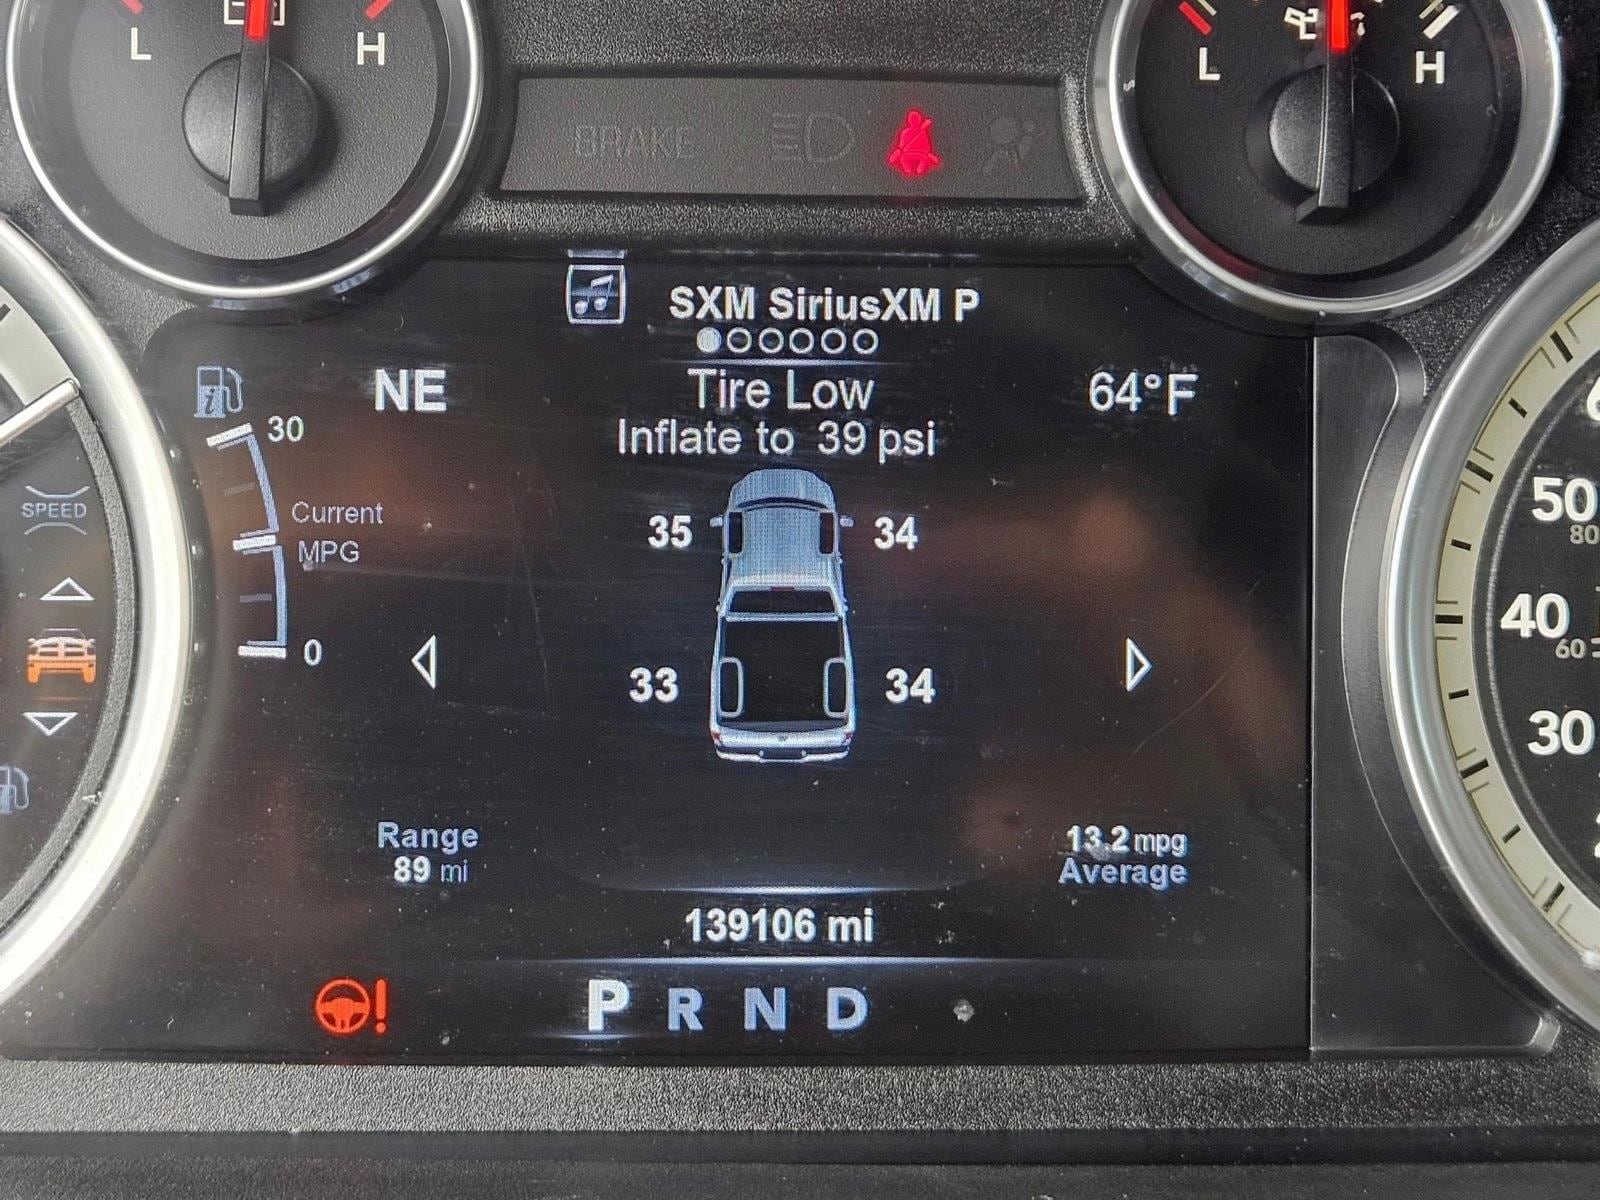 L H
BRAKE
L H
SXM SiriusXM P
NE
Tire Low
64°F
Inflate to 39 psi
30
Current
MPG
0
35 34
33 34
SPEED
Range
89 mi
13.2 mpg
Average
139106 mi
P R N D
50
80
40
60
30